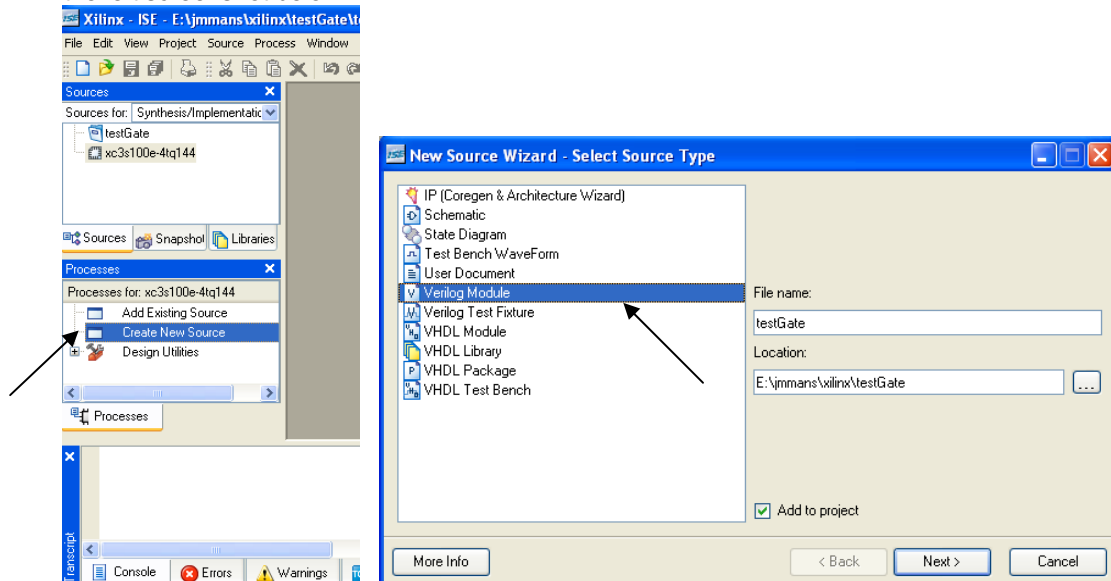 Xilinx - ISE - E:\jmmans\xilinx\testGate\t
File Edit View Project Source Process Window
Sources
Sources for: Synthesis/Implementatic
testGate
xc3s100e-4tq144
Sources Snapshol Libraries
Processes
Processes for: xc3s100e-4tq144
Add Existing Source
Create New Source
Design Utilities
Processes
Transcript
Console Errors Warnings
New Source Wizard - Select Source Type
IP (Coregen & Architecture Wizard)
Schematic
State Diagram
Test Bench WaveForm
User Document
Verilog Module
Verilog Test Fixture
VHDL Module
VHDL Library
VHDL Package
VHDL Test Bench
File name:
testGate
Location:
E:\jmmans\xilinx\testGate
...
Add to project
More Info
< Back Next > Cancel